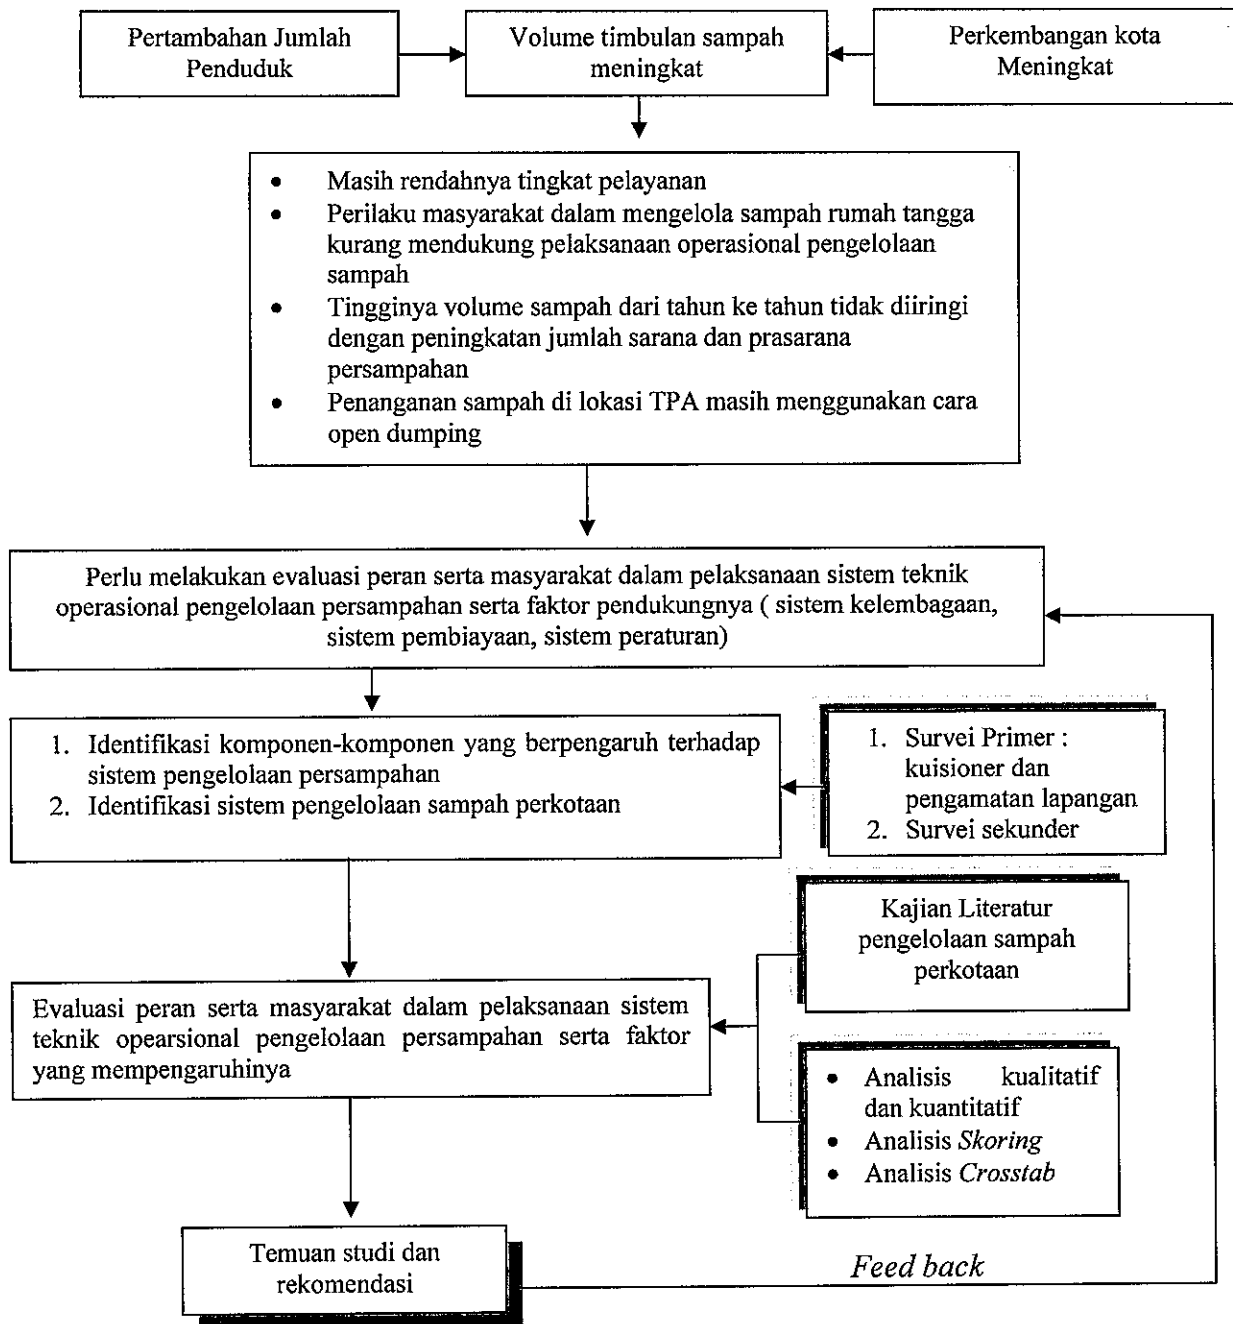 Pertambahan Jumlah
Penduduk
Volume timbulan sampah
meningkat
Perkembangan kota
Meningkat
• Masih rendahnya tingkat pelayanan
• Perilaku masyarakat dalam mengelola sampah rumah tangga
kurang mendukung pelaksanaan operasional pengelolaan
sampah
• Tingginya volume sampah dari tahun ke tahun tidak diiringi
dengan peningkatan jumlah sarana dan prasarana
persampahan
• Penanganan sampah di lokasi TPA masih menggunakan cara
open dumping
Perlu melakukan evaluasi peran serta masyarakat dalam pelaksanaan sistem teknik
operasional pengelolaan persampahan serta faktor pendukungnya ( sistem kelembagaan,
sistem pembiayaan, sistem peraturan)
1. Identifikasi komponen-komponen yang berpengaruh terhadap
sistem pengelolaan persampahan
2. Identifikasi sistem pengelolaan sampah perkotaan
1. Survei Primer :
kuisioner dan
pengamatan lapangan
2. Survei sekunder
Kajian Literatur
pengelolaan sampah
perkotaan
Evaluasi peran serta masyarakat dalam pelaksanaan sistem
teknik opearsional pengelolaan persampahan serta faktor
yang mempengaruhinya
• Analisis kualitatif
dan kuantitatif
• Analisis Skoring
• Analisis Crosstab
Temuan studi dan
rekomendasi
Feed back